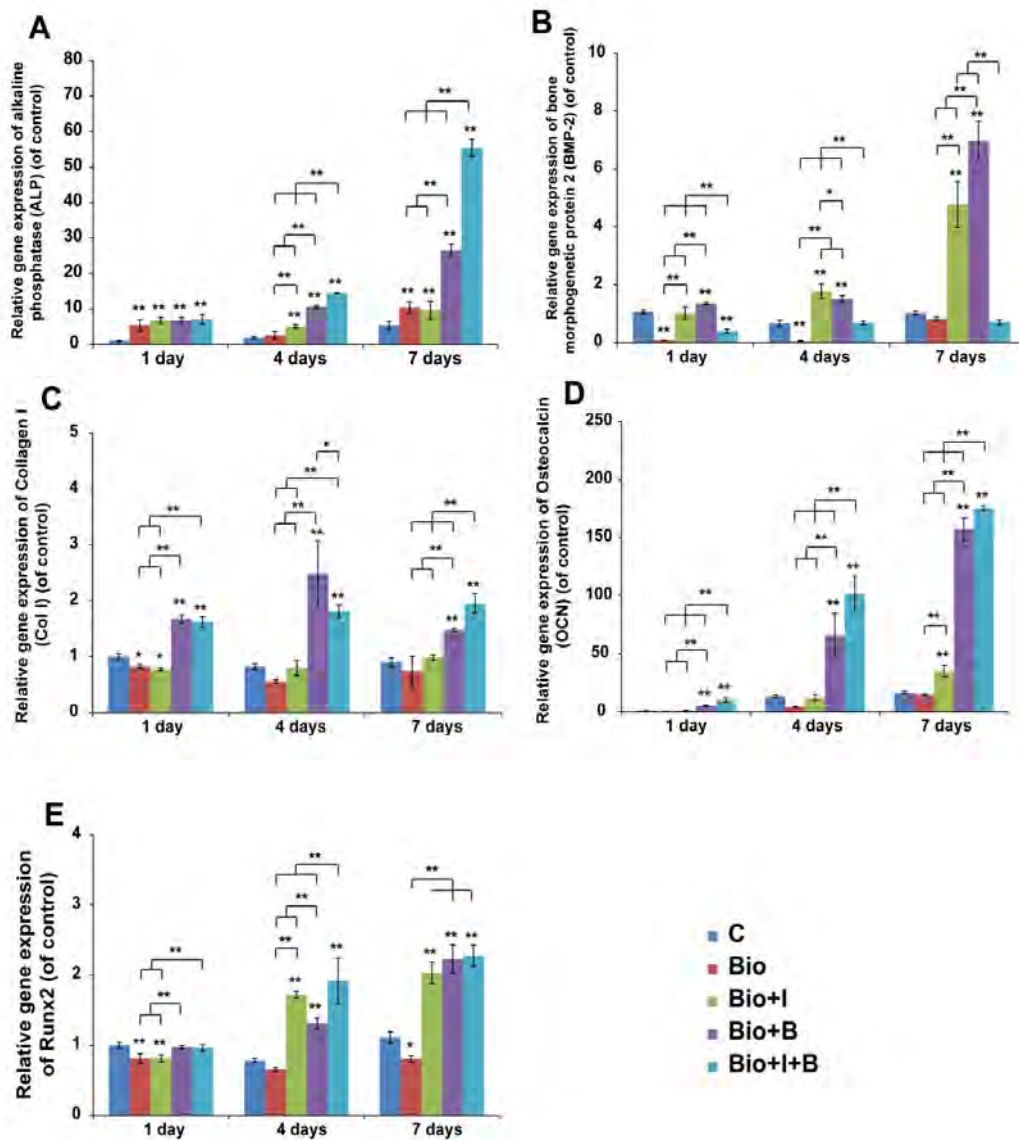 A
Relative gene expression of alkaline
phosphatase (ALP) (of control)
80
70
60
50
40
30
20
10
0
** ** ** **
** ** ** ** ** **
** ** ** ** **
1 day 4 days 7 days
B
Relative gene expression of bone
morphogenetic protein 2 (BMP-2) (of control)
10
8
6
4
2
0
** ** ** ** ** **
** * ** ** ** **
** ** ** ** ** **
1 day 4 days 7 days
C
Relative gene expression of Collagen I
(Col I) (of control)
5
4
3
2
1
0
** ** * * ** **
* ** ** ** **
** ** ** **
1 day 4 days 7 days
D
Relative gene expression of Osteocalcin
(OCN) (of control)
250
200
150
100
50
0
** ** ** **
** ** ** **
** ** ** ** ** **
1 day 4 days 7 days
E
Relative gene expression
of Runx2 (of control)
4
3
2
1
0
** ** ** **
** ** ** ** ** **
** * ** ** **
1 day 4 days 7 days
C
Bio
Bio+I
Bio+B
Bio+I+B